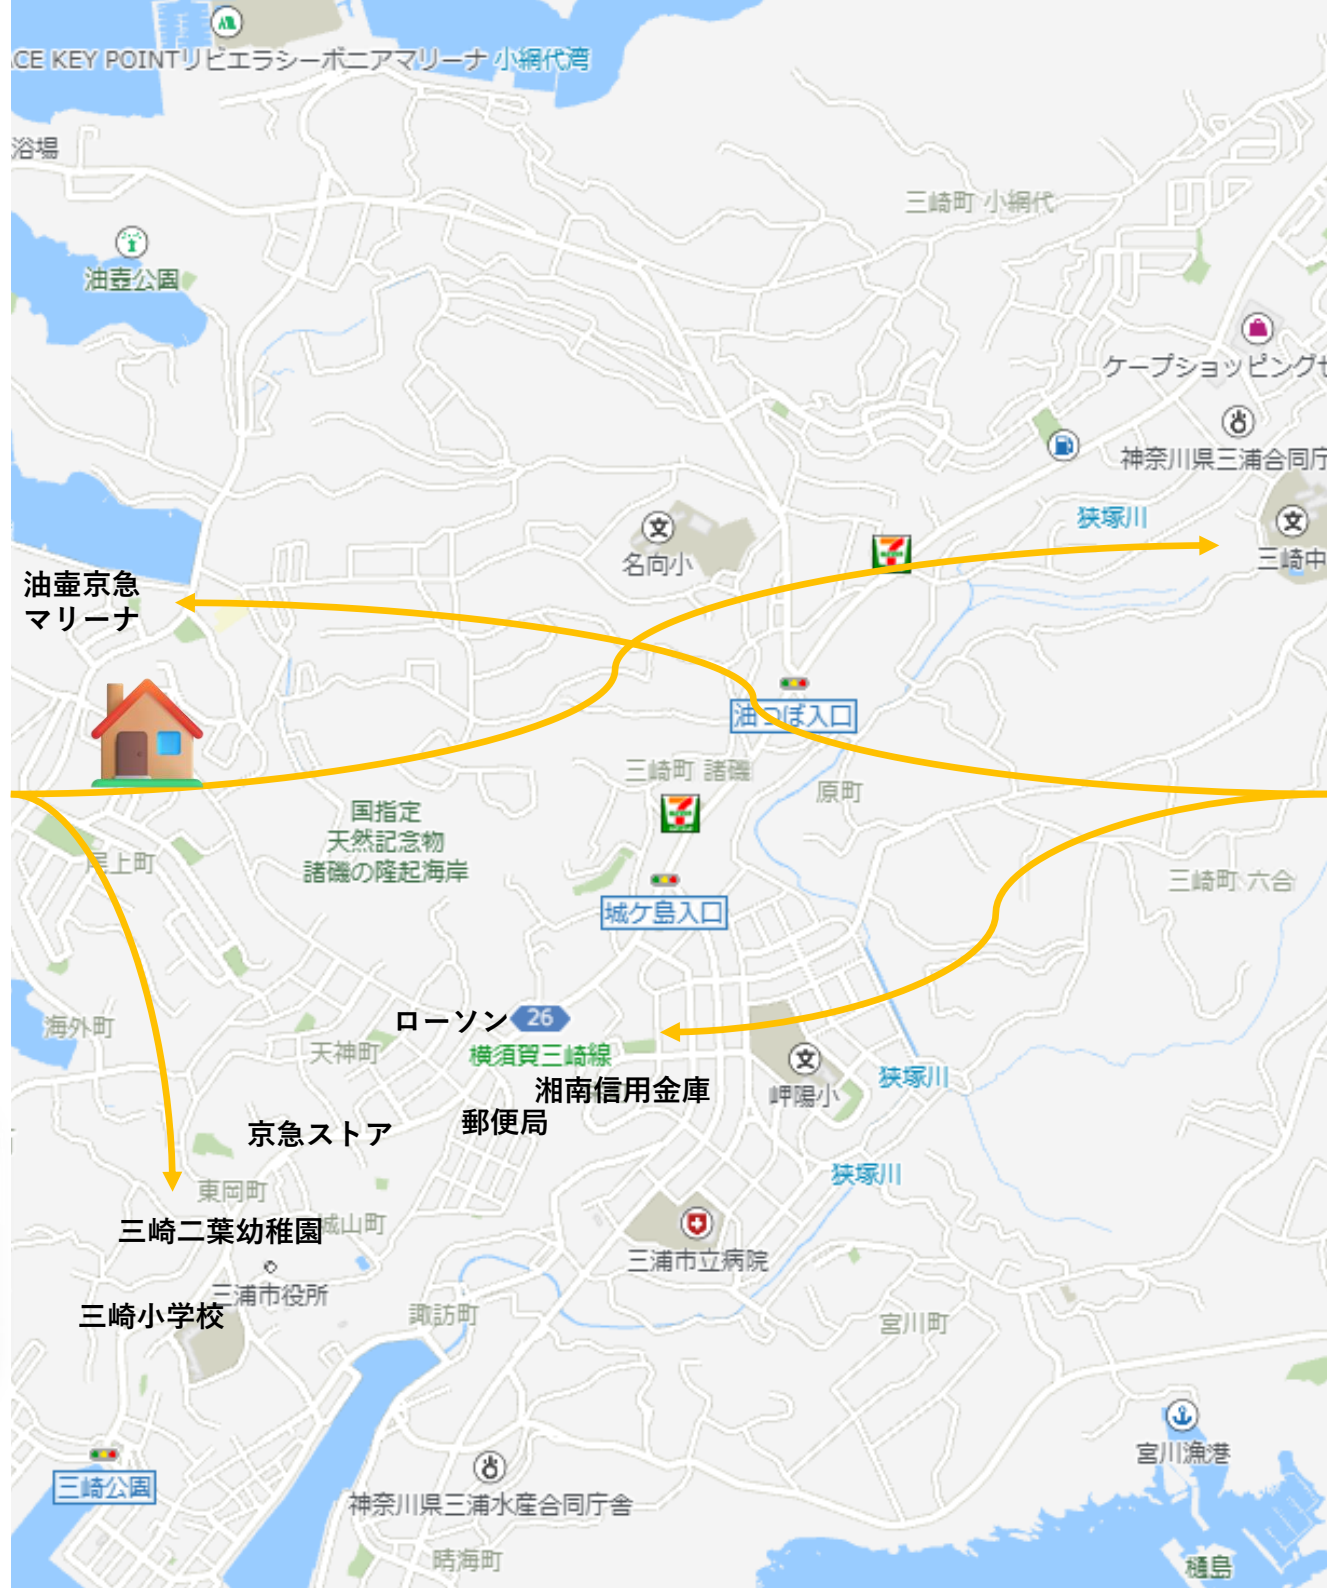 ACE KEY POINTリビエラシーボニアマリーナ 小網代湾
浴場
三崎町 小網代
油壺公園
ケープショッピングセ
神奈川県三浦合同庁
狭塚川
名向小
三崎中
油壷京急
マリーナ
油つぼ入口
三崎町 諸磯
原町
国指定
天然記念物
諸磯の隆起海岸
尾上町
三崎町 六合
城ケ島入口
海外町
ローソン 26
天神町
横須賀三崎線
狭塚川
湘南信用金庫
岬陽小
郵便局
京急ストア
狭塚川
東岡町
城山町
三崎二葉幼稚園
三浦市立病院
三浦市役所
三崎小学校
諏訪町
宮川町
宮川漁港
三崎公園
神奈川県三浦水産合同庁舎
晴海町
樋島